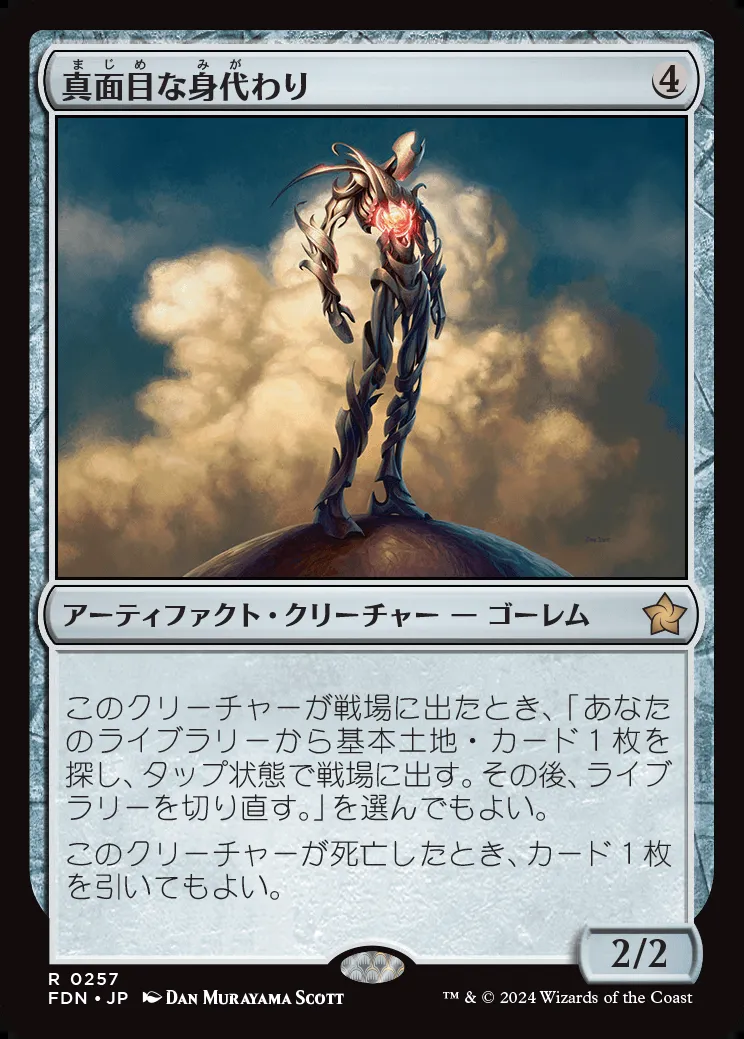 真面目な身代わり
4
アーティファクト・クリーチャー ― ゴーレム
このクリーチャーが戦場に出たとき、「あなた
のライブラリーから基本土地・カード１枚を
探し、タップ状態で戦場に出す。その後、ライブ
ラリーを切り直す。」を選んでもよい。
このクリーチャーが死亡したとき、カード１枚
を引いてもよい。
2/2
R 0257
FDN • JP Dan Murayama Scott
™ & © 2024 Wizards of the Coast